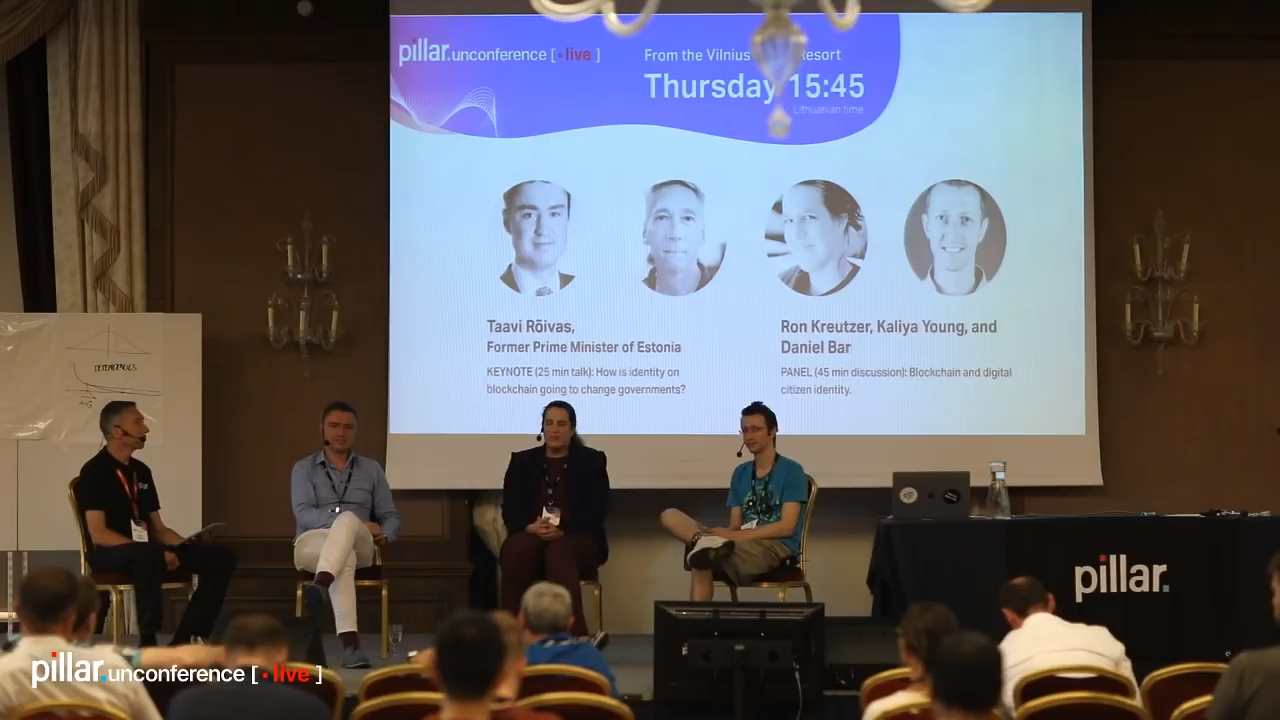 pillar.unconference [ • live ]
From the Vilnius
esort
Thursday 15:45
Lithuanian time
Taavi Rõivas,
Former Prime Minister of Estonia
KEYNOTE (25 min talk): How is identity on
blockchain going to change governments?
Ron Kreutzer, Kaliya Young, and
Daniel Bar
PANEL (45 min discussion): Blockchain and digital
citizen identity.
DEPENDENCIES
pillar.
pillar.unconference [ • live ]